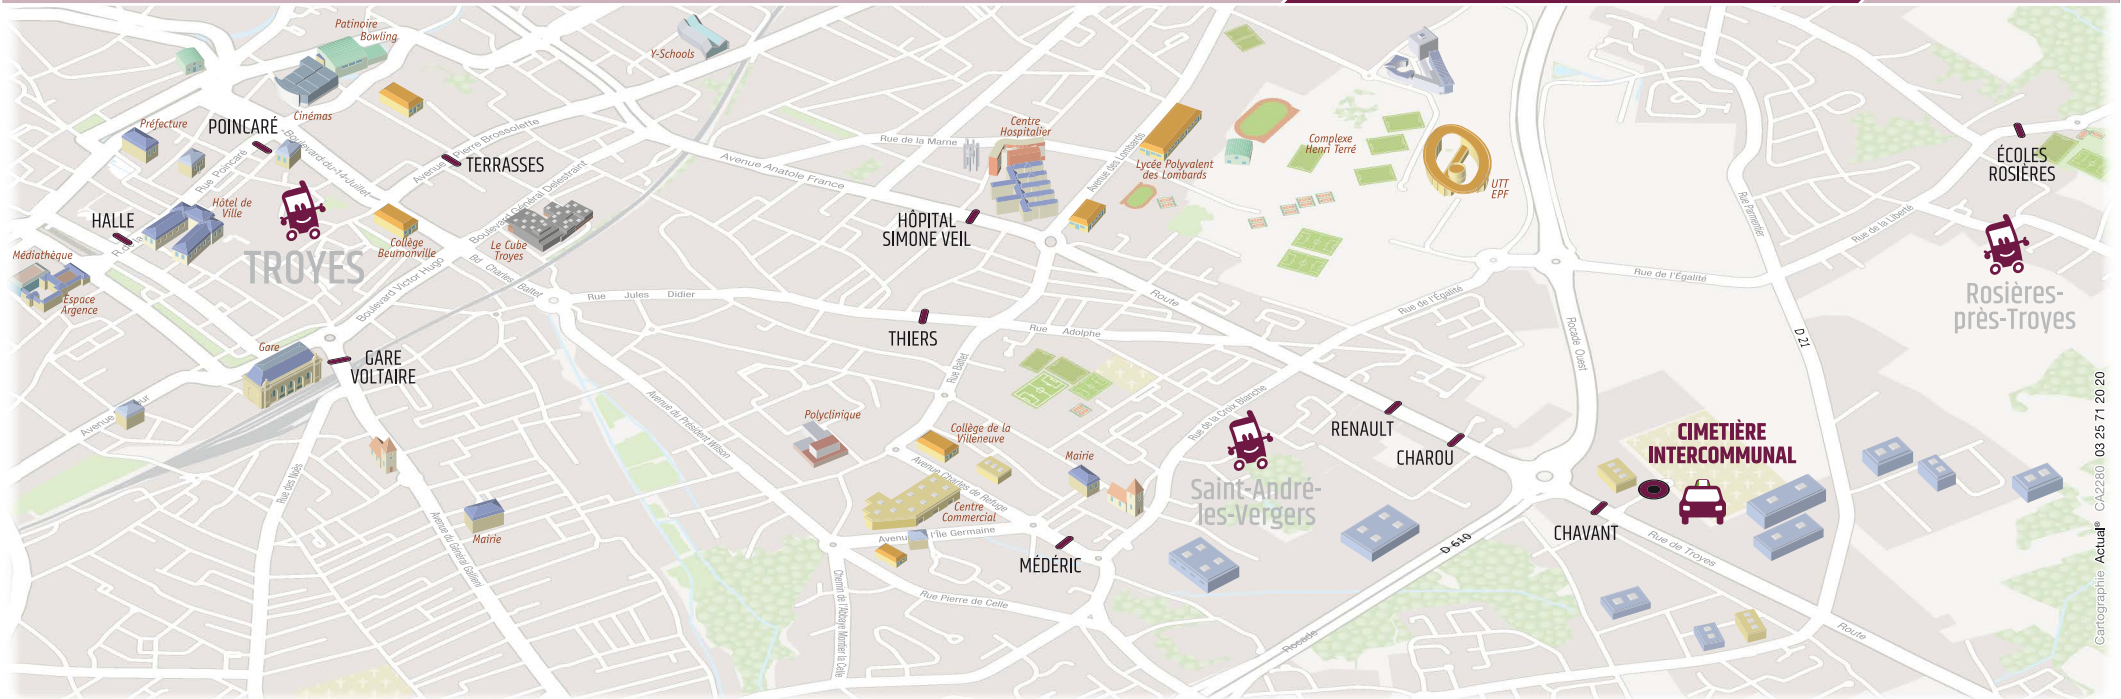 Patinoire
Bowling
Y-Schools
Cinémas
Préfecture
POINCARÉ
Boulevard du 14 Juillet
Avenue Pierre Brossolette
TERRASSES
Rue Poincaré
Hôtel de
Ville
HALLE
Médiathèque
Espace
Argence
TROYES
Collège
Beurnonville
Boulevard Général Delestraint
Le Cube
Troyes
Boulevard Victor Hugo
Bd Charles Baltet
Gare
GARE
VOLTAIRE
Avenue
Rue des Noës
Avenue du Général Gallieni
Mairie
Avenue Anatole France
Rue de la Marne
Centre
Hospitalier
HÔPITAL
SIMONE VEIL
Avenue des Lombards
Lycée Polyvalent
des Lombards
Complexe
Henri Terré
UTT
EPF
Rue Jules Didier
THIERS
Rue Adolphe
Route
Rue Baltet
Avenue du Président Wilson
Polyclinique
Collège de la
Villeneuve
Avenue Charles de Refuge
Centre
Commercial
Avenue l'Île Germaine
Mairie
MÉDÉRIC
Rue Pierre de Celle
Chemin de l'Abbaye Montier la Celle
Rue de la Croix Blanche
Saint-André-
les-Vergers
Rue de l'Égalité
RENAULT
CHAROU
Rocade Ouest
D 610
Rocade
CHAVANT
CIMETIÈRE
INTERCOMMUNAL
Rue de Troyes
Route
Rue de l'Égalité
Rue Parmentier
D 21
Rue de la Liberté
ÉCOLES
ROSIÈRES
Rosières-
près-Troyes
Cartographie Actual® CA2280 03 25 71 20 20